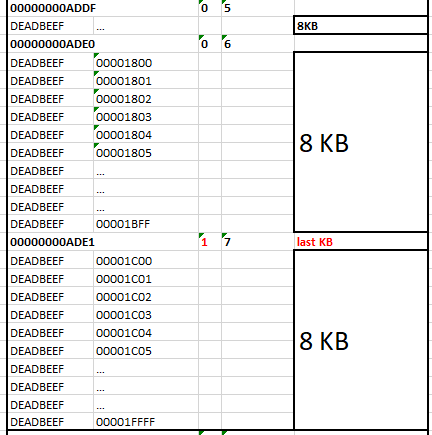 00000000ADDF 0 5
DEADBEEF ... 8KB
00000000ADE0 0 6
DEADBEEF 00001800
DEADBEEF 00001801
DEADBEEF 00001802
DEADBEEF 00001803
DEADBEEF 00001804
DEADBEEF 00001805
DEADBEEF ...
DEADBEEF ...
DEADBEEF ...
DEADBEEF 00001BFF
8 KB
00000000ADE1 1 7 last KB
DEADBEEF 00001C00
DEADBEEF 00001C01
DEADBEEF 00001C02
DEADBEEF 00001C03
DEADBEEF 00001C04
DEADBEEF 00001C05
DEADBEEF ...
DEADBEEF ...
DEADBEEF ...
DEADBEEF 00001FFFF
8 KB